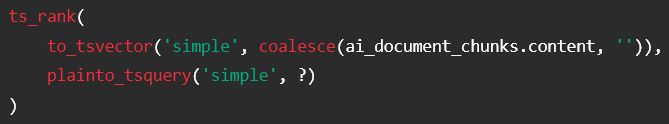 ts_rank(
    to_tsvector('simple', coalesce(ai_document_chunks.content, '')),
    plainto_tsquery('simple', ?)
)